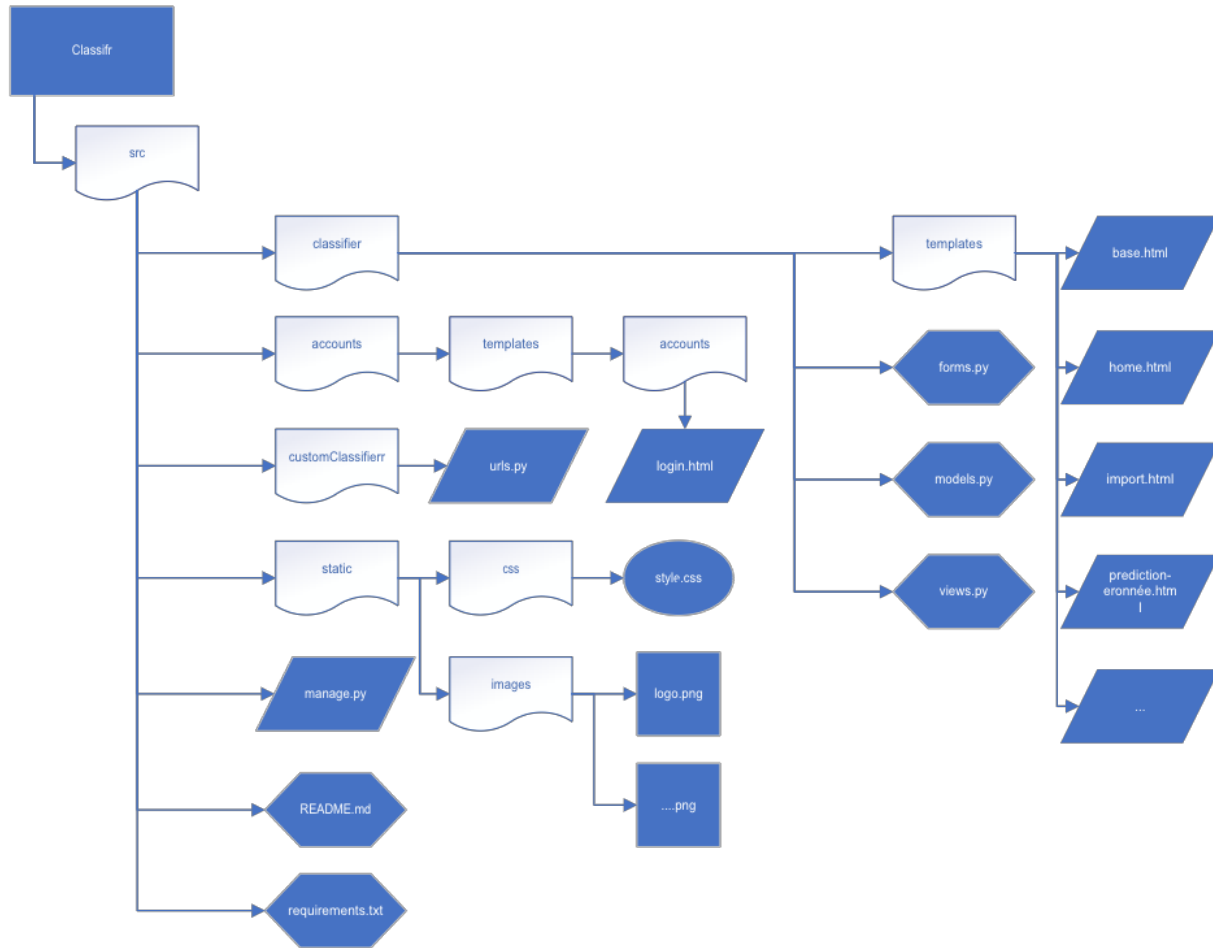 Classifr
src
classifier
templates
base.html
accounts
templates
accounts
forms.py
home.html
customClassifierr
urls.py
login.html
models.py
import.html
static
css
style.css
views.py
prediction-
eronnée.htm
l
manage.py
images
logo.png
...
README.md
....png
requirements.txt